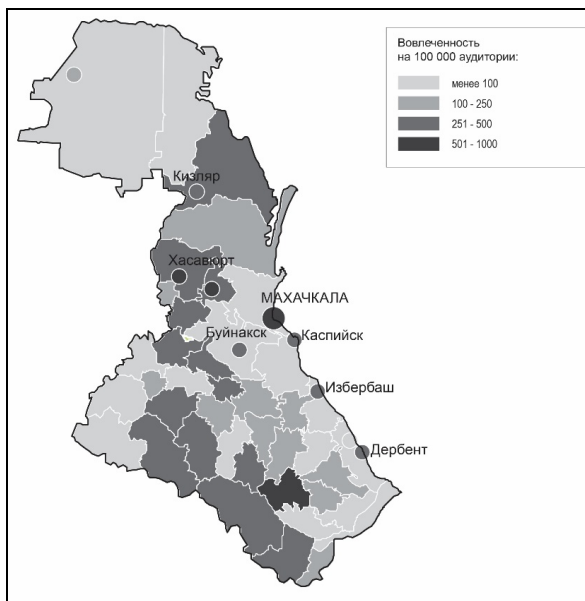 Вовлеченность
на 100 000 аудитории:
менее 100
100 - 250
251 - 500
501 - 1000
Кизляр
Хасавюрт
МАХАЧКАЛА
Буйнакск
Каспийск
Избербаш
Дербент